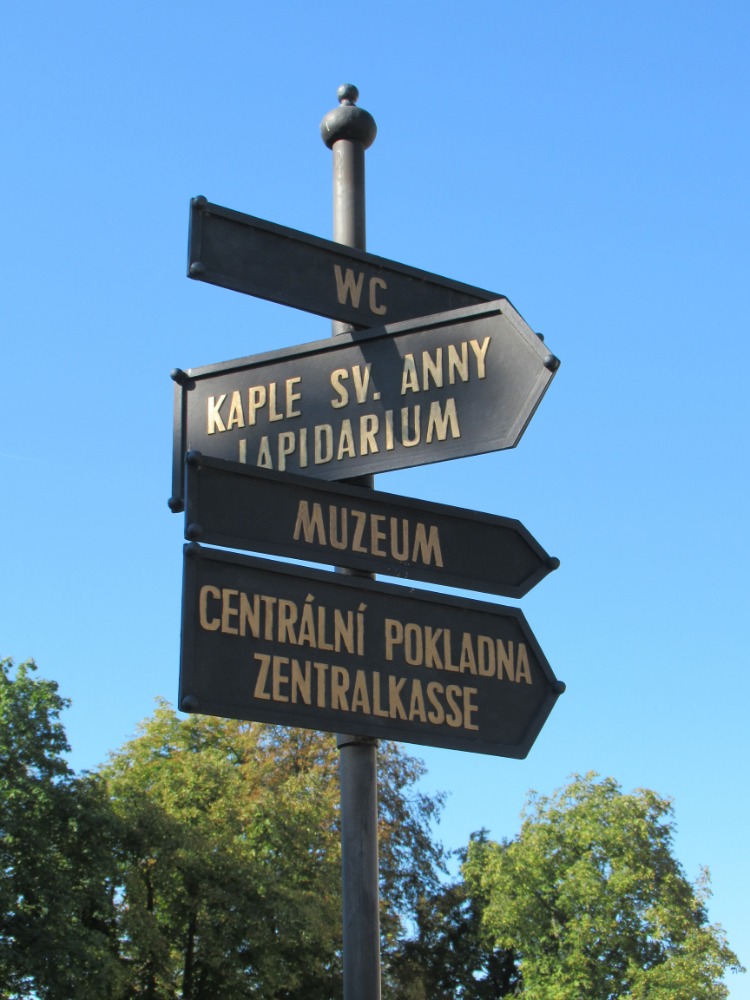 WC
KAPLE SV. ANNY
LAPIDARIUM
MUZEUM
CENTRÁLNÍ POKLADNA
ZENTRALKASSE